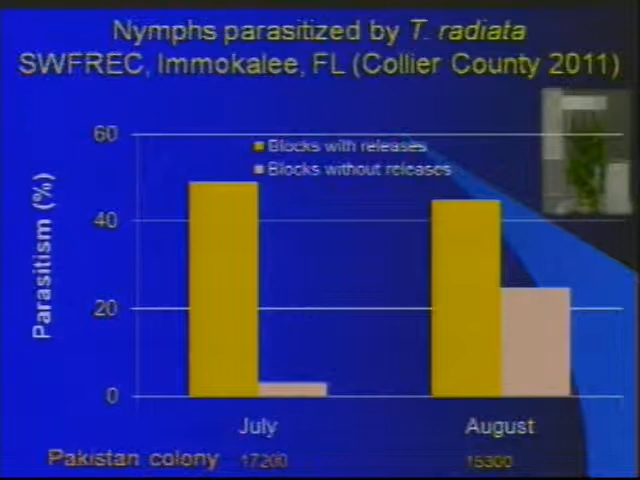 Nymphs parasitized by T. radiata
SWFREC, Immokalee, FL (Collier County 2011)
60
Blocks with releases
Blocks without releases
40
Parasitism (%)
20
0
July August
Pakistan colony 17200 15300